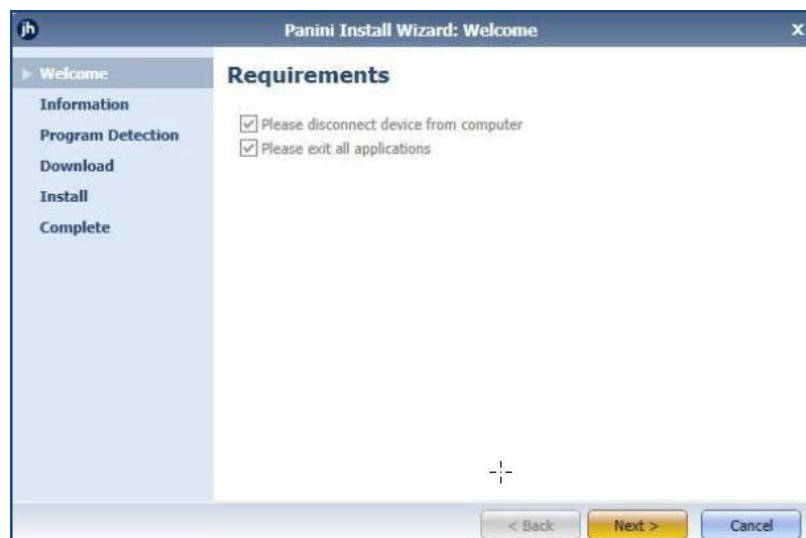 jh
Panini Install Wizard: Welcome
x
Welcome
Information
Program Detection
Download
Install
Complete
Requirements
Please disconnect device from computer
Please exit all applications
< Back
Next >
Cancel